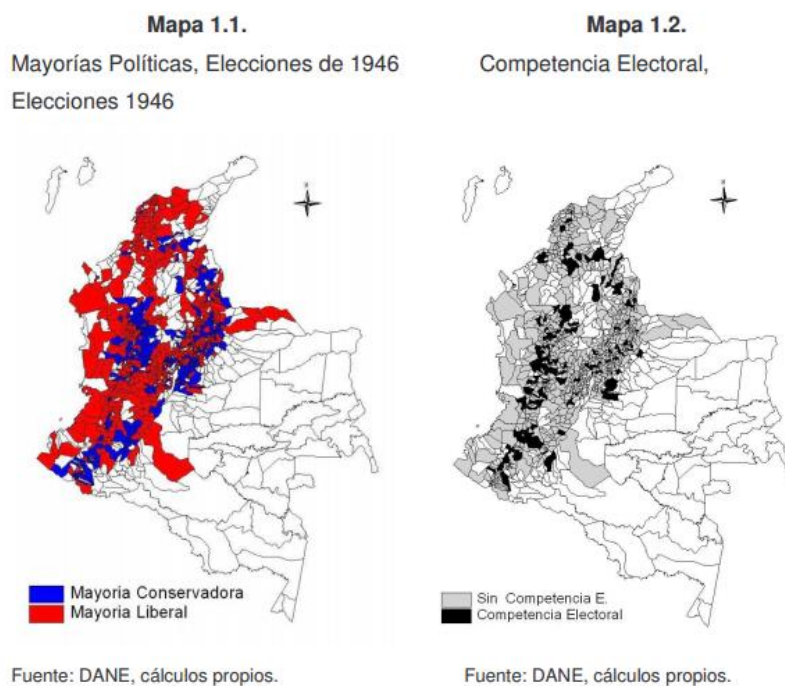 Mapa 1.1.
Mayorías Políticas, Elecciones de 1946
Elecciones 1946
Mayoria Conservadora
Mayoria Liberal
Fuente: DANE, cálculos propios.
Mapa 1.2.
Competencia Electoral,
Sin Competencia E.
Competencia Electoral
Fuente: DANE, cálculos propios.